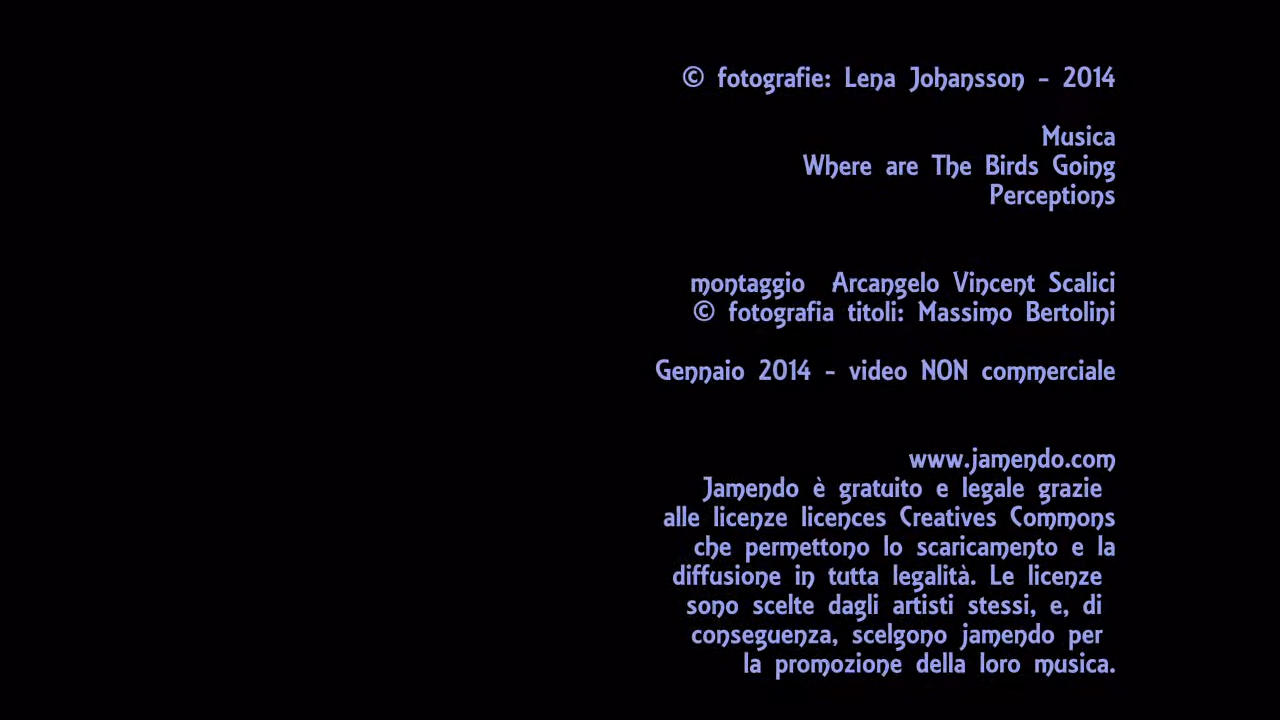 © fotografie: Lena Johansson - 2014
Musica
Where are The Birds Going
Perceptions
montaggio Arcangelo Vincent Scalici
© fotografia titoli: Massimo Bertolini
Gennaio 2014 - video NON commerciale
www.jamendo.com
Jamendo è gratuito e legale grazie
alle licenze licences Creatives Commons
che permettono lo scaricamento e la
diffusione in tutta legalità. Le licenze
sono scelte dagli artisti stessi, e, di
conseguenza, scelgono jamendo per
la promozione della loro musica.